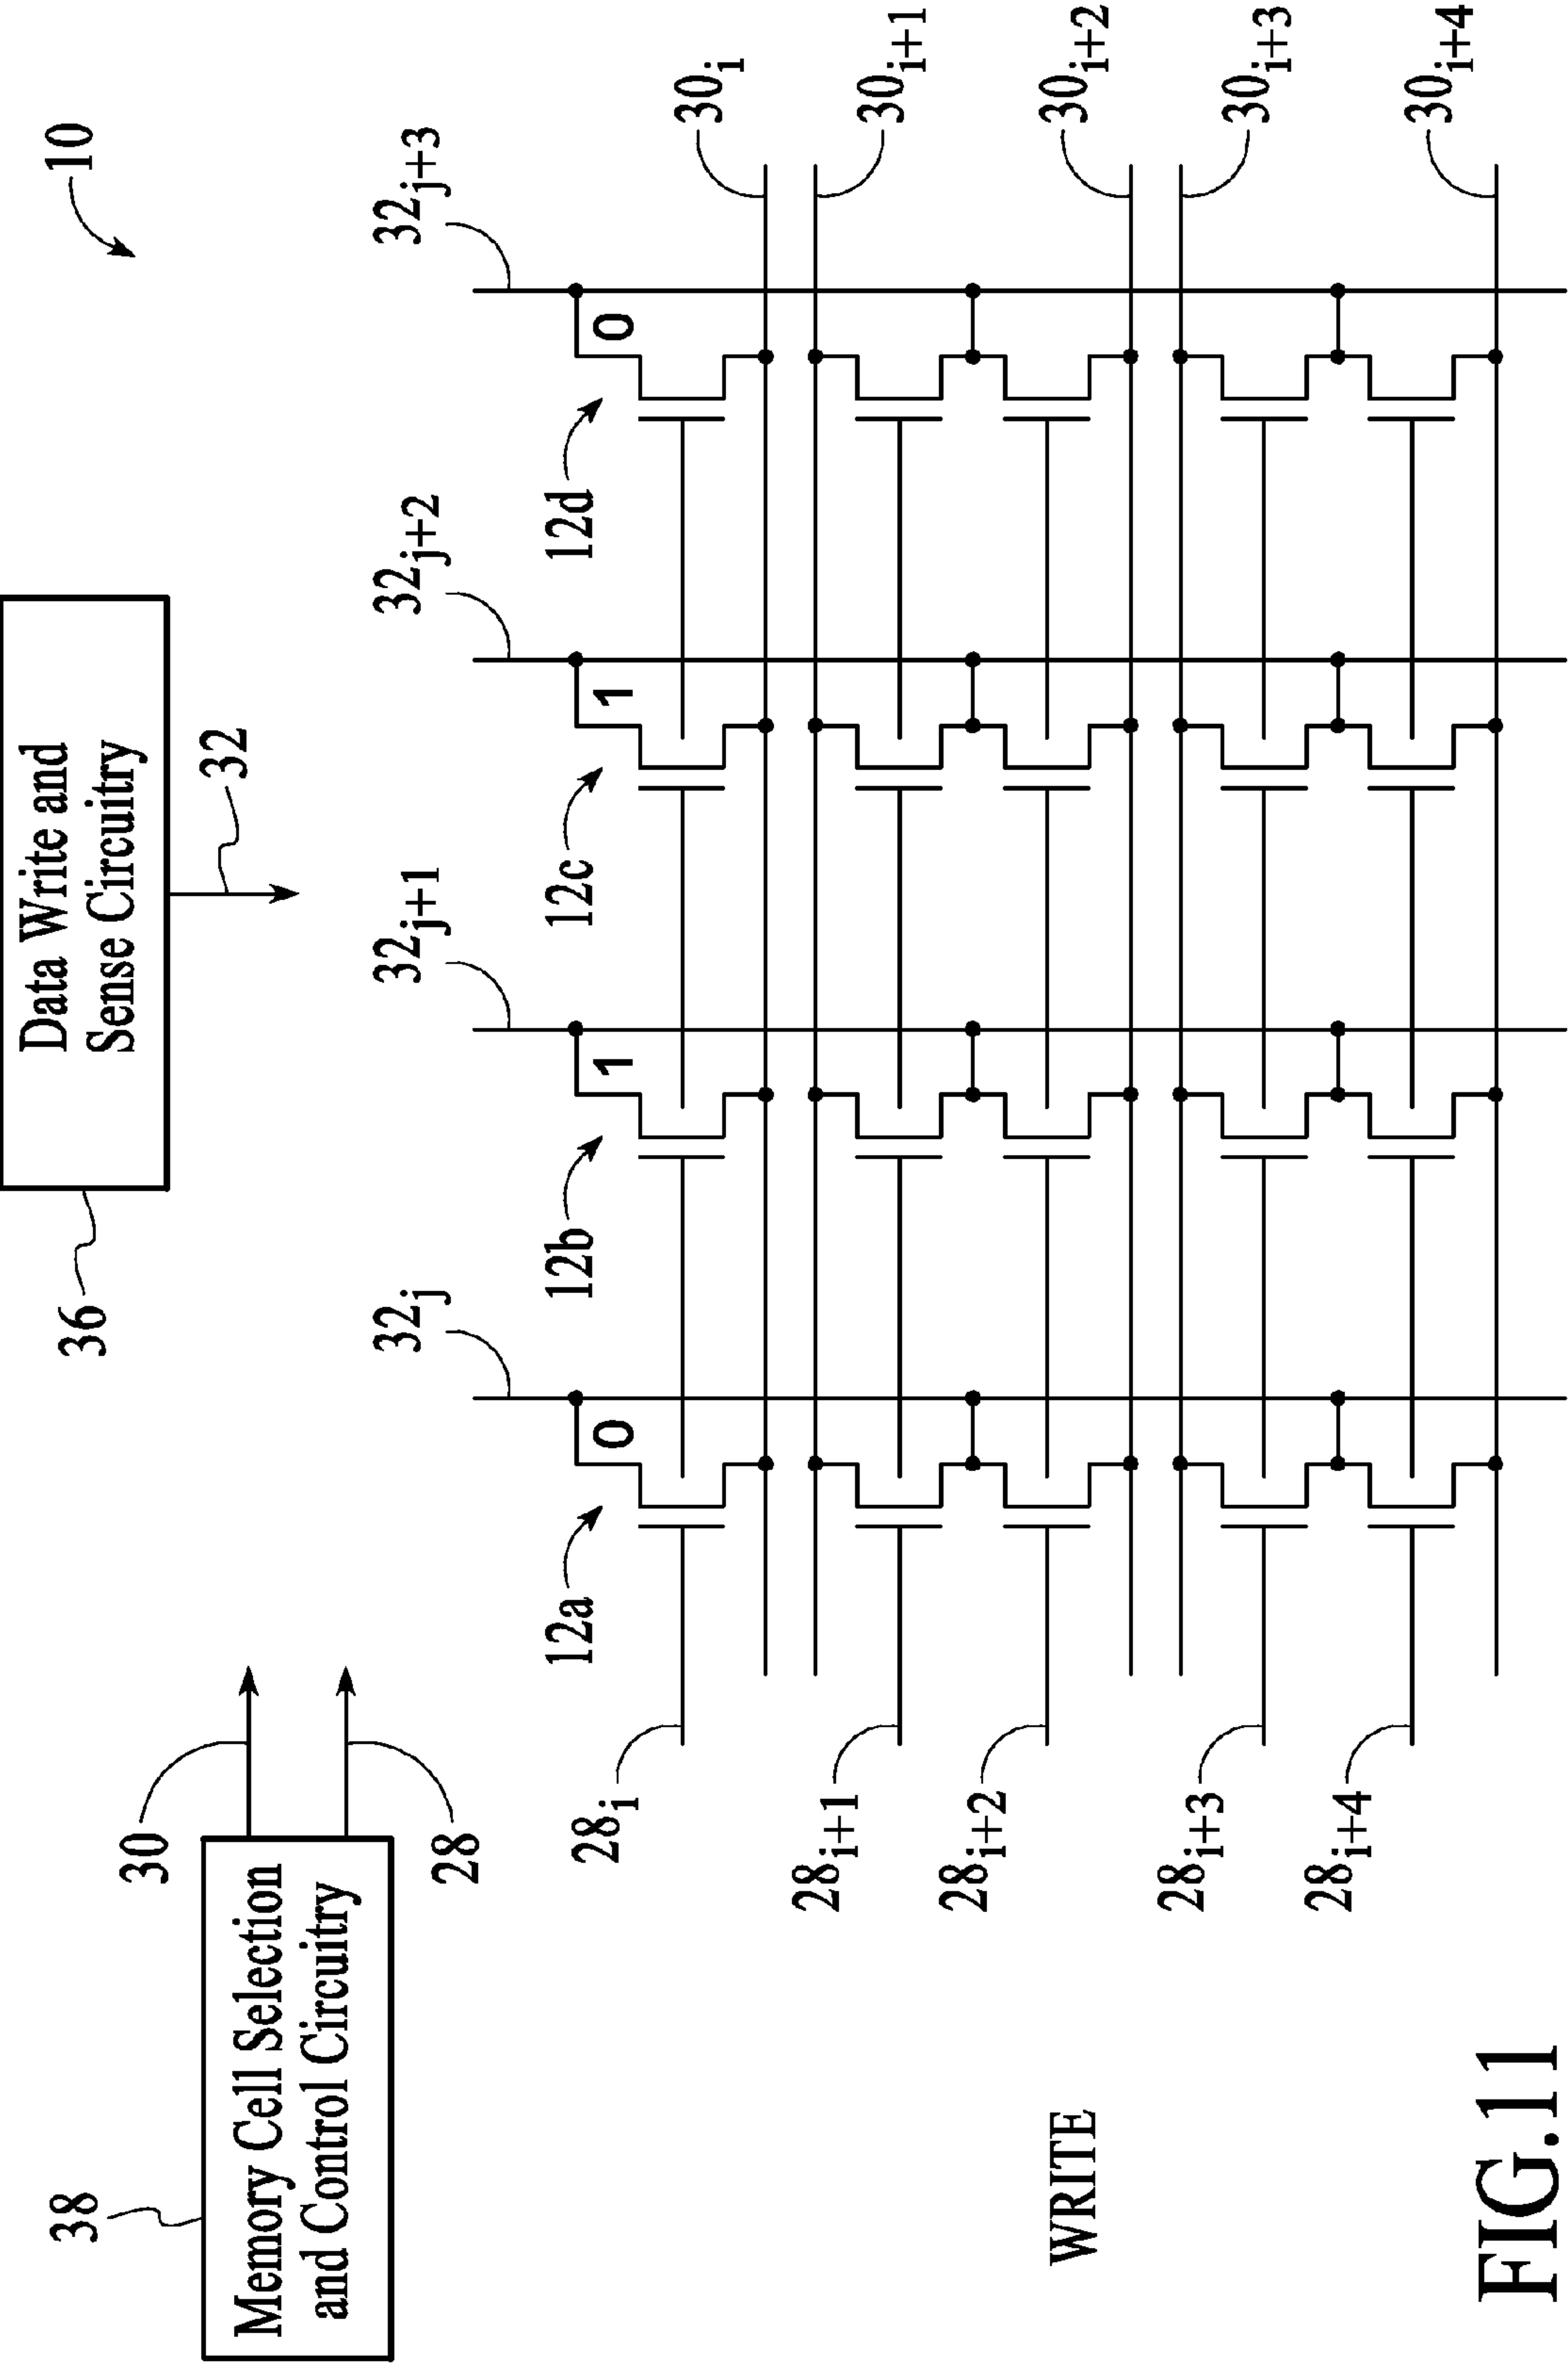 10
Data Write and
Sense Circuitry
36
32
38
Memory Cell Selection
and Control Circuitry
30
28
32j
32j+1
32j+2
32j+3
12a
12b
12c
12d
0
1
1
0
28i
30i
28i+1
30i+1
28i+2
30i+2
28i+3
30i+3
28i+4
30i+4
WRITE
FIG.11